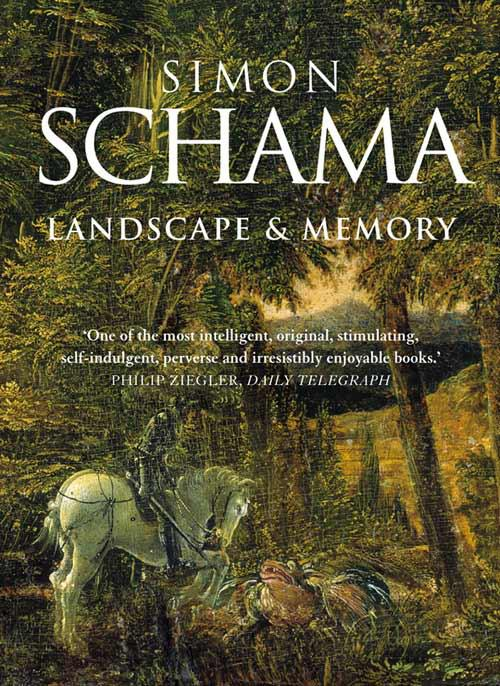 SIMON
SCHAMA
LANDSCAPE & MEMORY
‘One of the most intelligent, original, stimulating,
self-indulgent, perverse and irresistibly enjoyable books.’
PHILIP ZIEGLER, DAILY TELEGRAPH